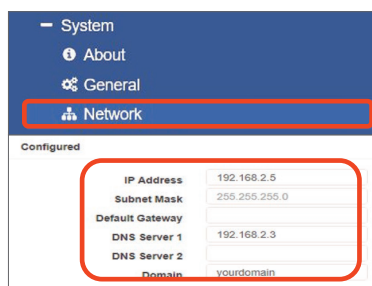 − System
About
General
Network
Configured
IP Address 192.168.2.5
Subnet Mask 255.255.255.0
Default Gateway
DNS Server 1 192.168.2.3
DNS Server 2
Domain yourdomain